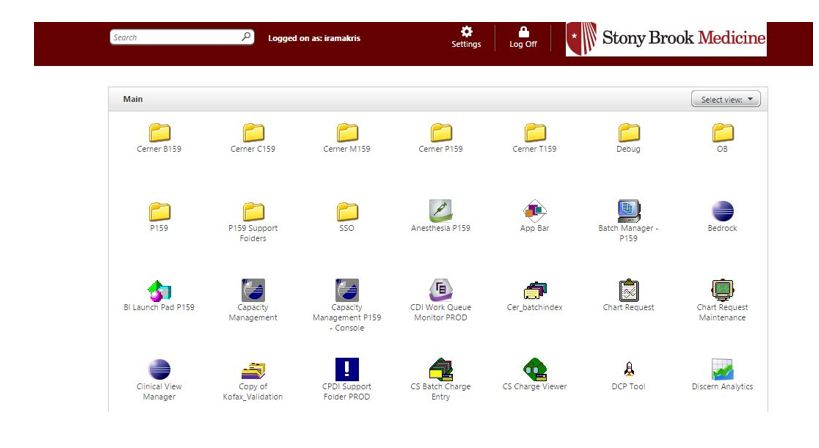 Search
Logged on as: iramakris
Settings
Log Off
Stony Brook Medicine
Main
Select view:
Cerner B159
Cerner C159
Cerner M159
Cerner P159
Cerner T159
Debug
OB
P159
P159 Support
Folders
SSO
Anesthesia P159
App Bar
Batch Manager -
P159
Bedrock
BI Launch Pad P159
Capacity
Management
Capacity
Management P159
- Console
CDI Work Queue
Monitor PROD
Cer_batchindex
Chart Request
Chart Request
Maintenance
Clinical View
Manager
Copy of
Kofax_Validation
CPDI Support
Folder PROD
CS Batch Charge
Entry
CS Charge Viewer
DCP Tool
Discern Analytics